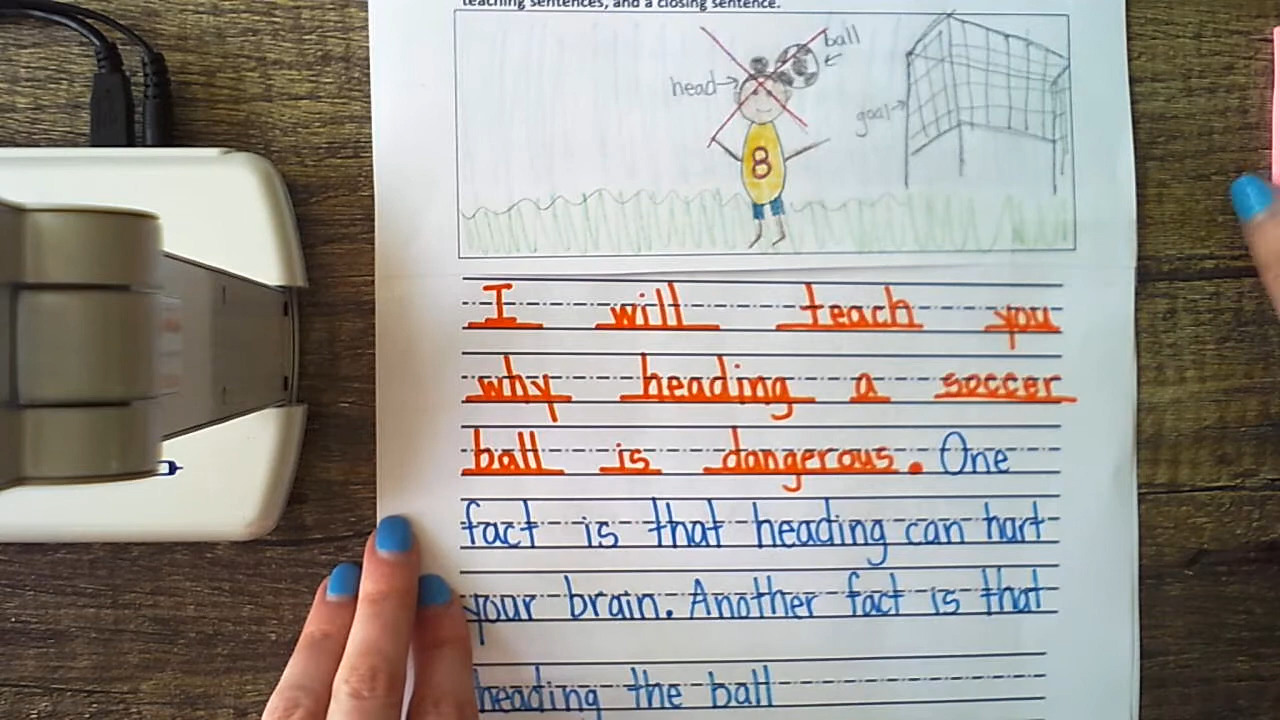 teaching sentences, and a closing sentence.
ball
head
goal
8
I will teach you
why heading a soccer
ball is dangerous. One
fact is that heading can hart
your brain. Another fact is that
heading the ball